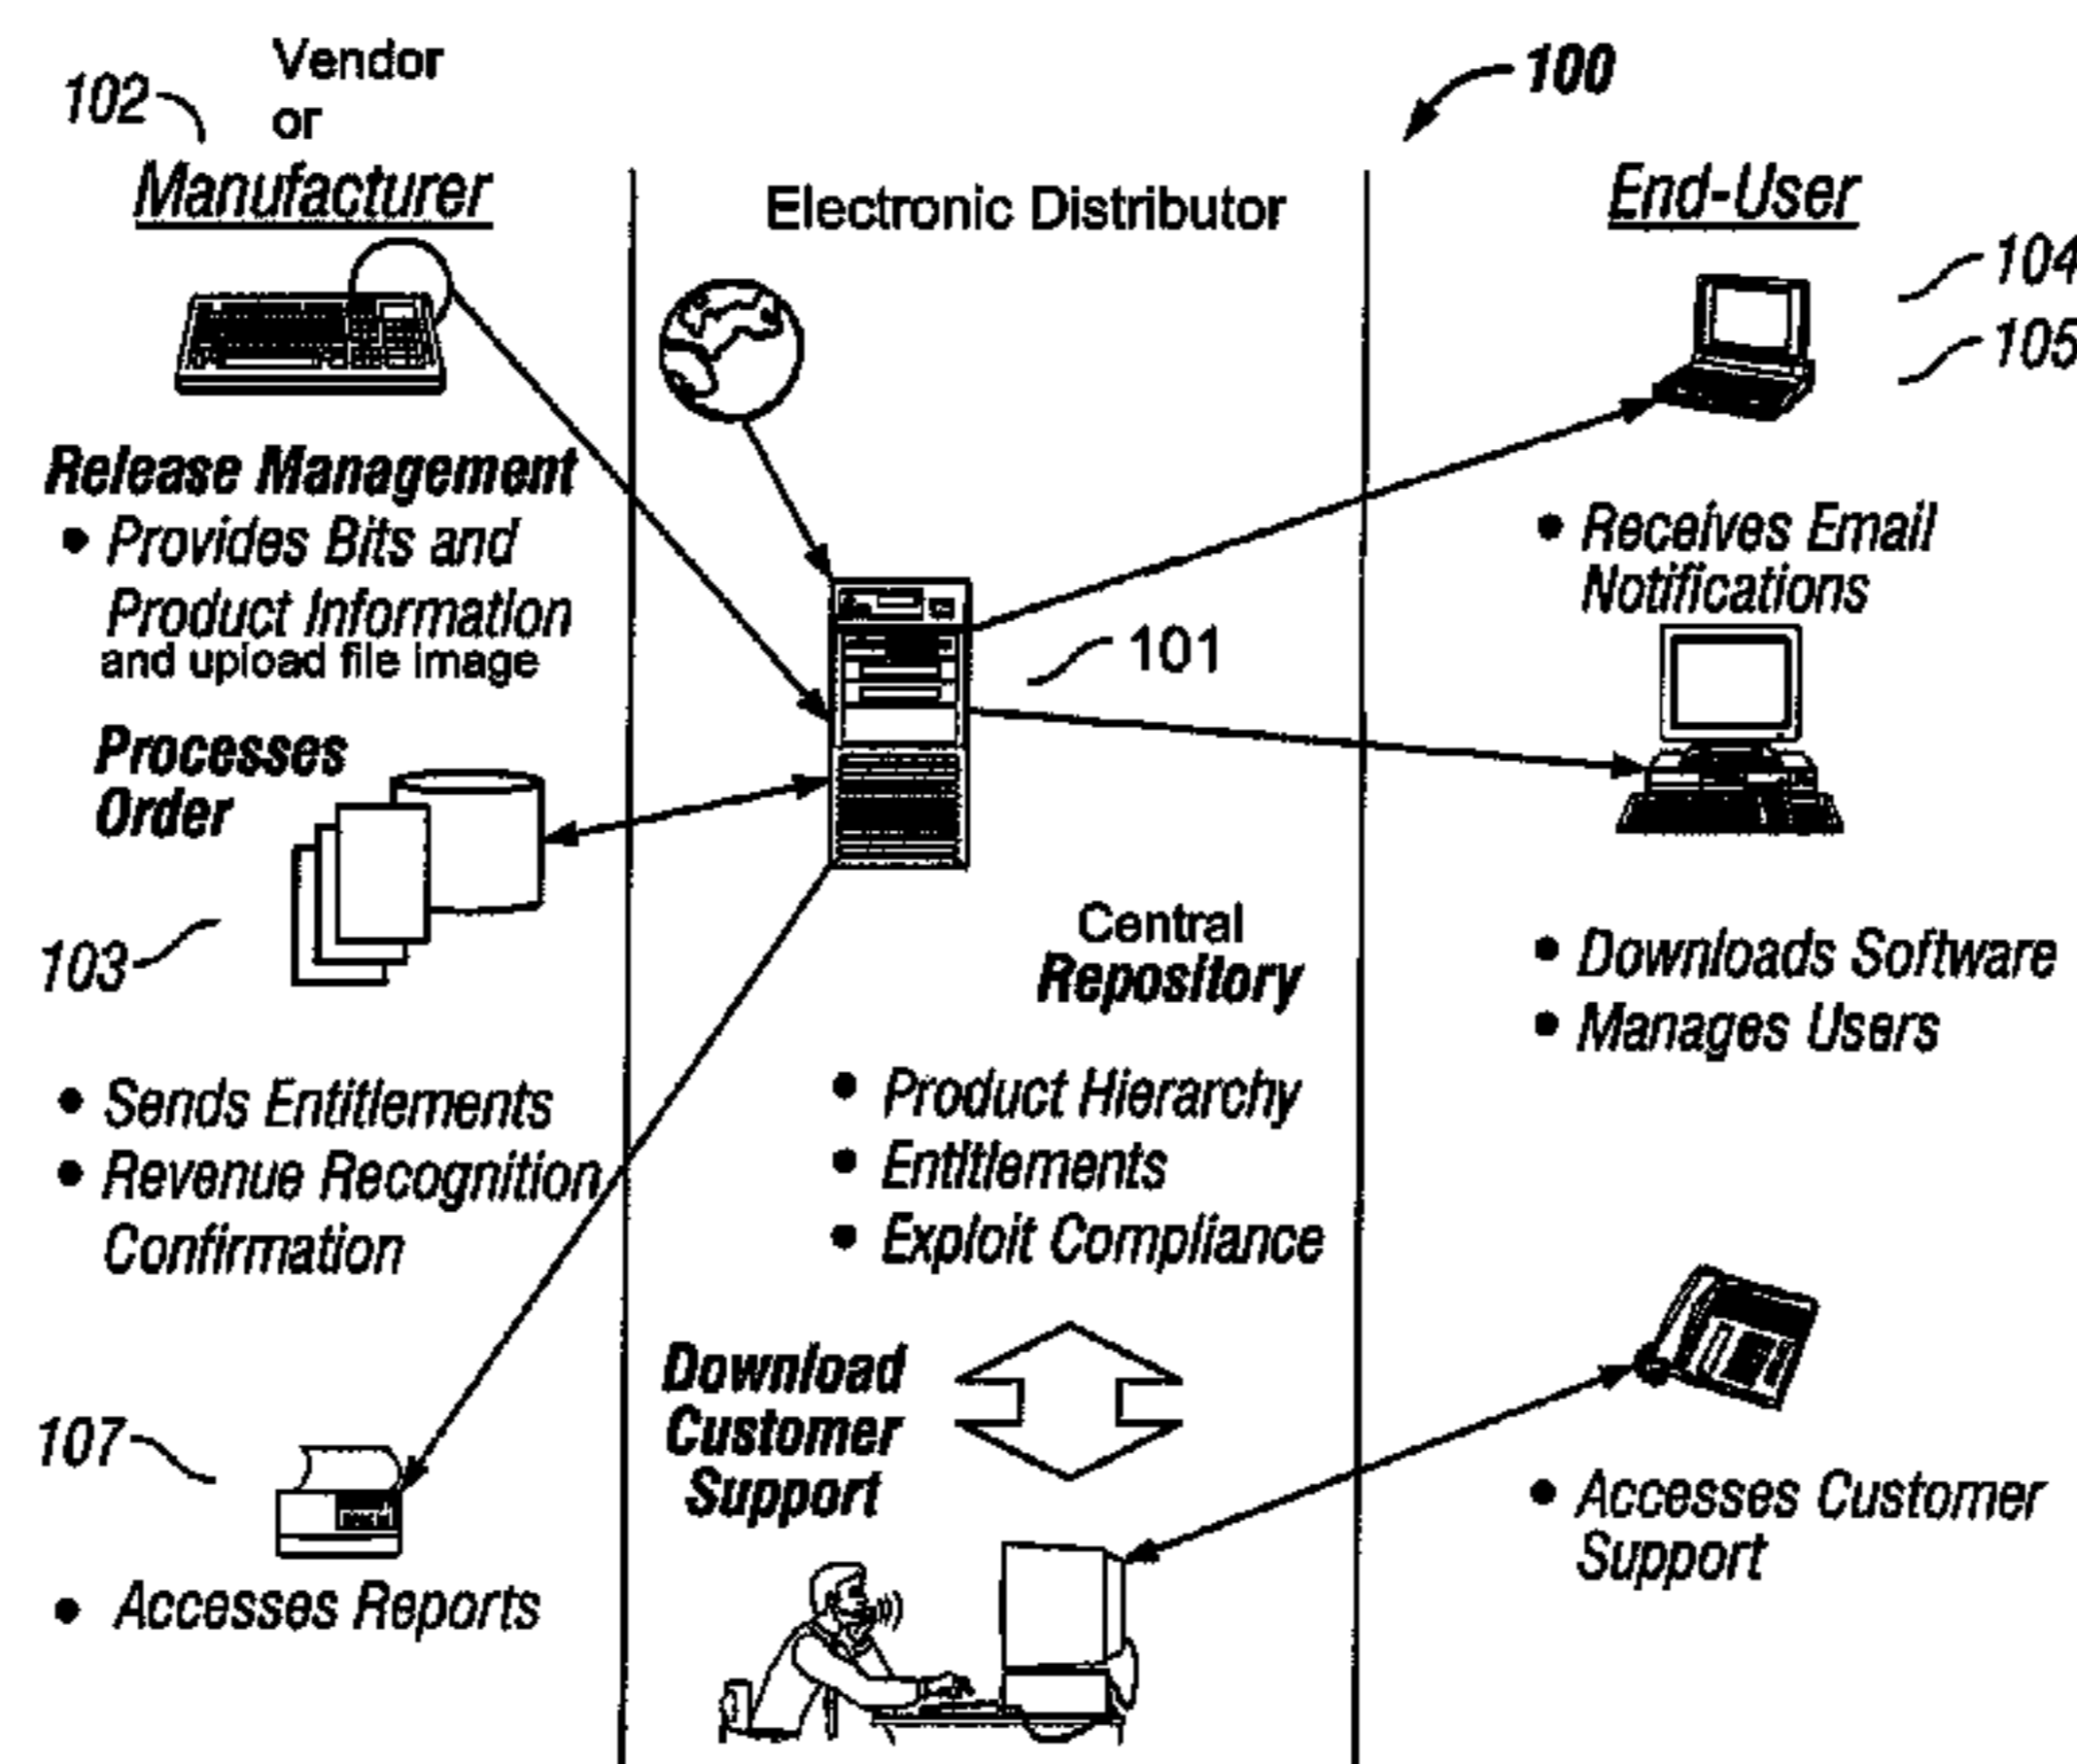 102
Vendor
or
Manufacturer
Release Management
• Provides Bits and
Product Information
and upload file image
Processes
Order
103
• Sends Entitlements
• Revenue Recognition
Confirmation
107
• Accesses Reports
Electronic Distributor
101
Central
Repository
• Product Hierarchy
• Entitlements
• Exploit Compliance
Download
Customer
Support
100
End-User
104
105
• Receives Email
Notifications
• Downloads Software
• Manages Users
• Accesses Customer
Support